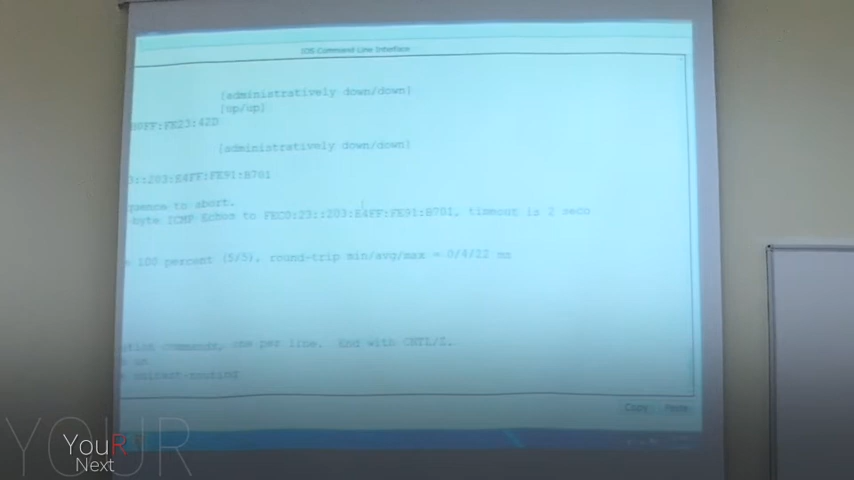 IOS Command Line Interface
[administratively down/down]
[up/up]
80FF:FE23:42D
[administratively down/down]
3::203:E4FF:FE91:B701
quence to abort.
byte ICMP Echos to FEC0:23::203:E4FF:FE91:B701, timeout is 2 seco
100 percent (5/5), round-trip min/avg/max = 0/4/22 ms
commands, one per line. End with CNTL/Z.
unicast-routing
Copy Paste
YOUR
YouR
Next